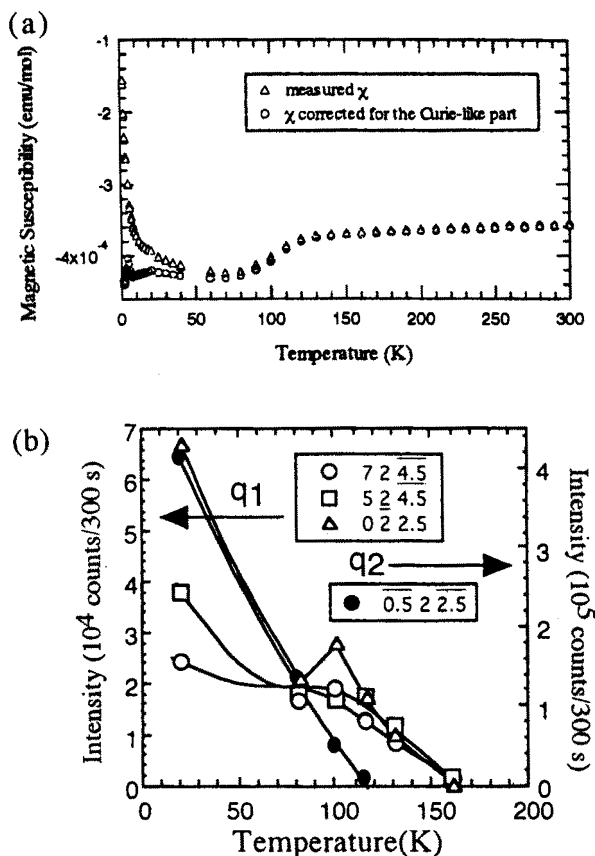 (a)
Magnetic Susceptibility (emu/mol)
-1
-2
-3
-4x10⁻⁴
△ measured χ
○ χ corrected for the Curie-like part
0 50 100 150 200 250 300
Temperature (K)
(b)
Intensity (10⁴ counts/300 s)
7
6
5
4
3
2
1
0
q1
○ 7 2 4̅.̅5̅
□ 5 2̲ 4̅.̅5̅
△ 0 2 2.5
q2
● 0̅.̅5̅ 2 2̅.̅5̅
4
3
2
1
0
Intensity (10⁵ counts/300 s)
0 50 100 150 200
Temperature(K)